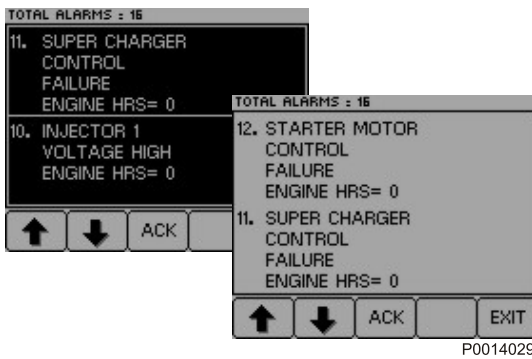 TOTAL ALARMS : 16
11. SUPER CHARGER
CONTROL
FAILURE
ENGINE HRS= 0
10. INJECTOR 1
VOLTAGE HIGH
ENGINE HRS= 0
ACK
TOTAL ALARMS : 16
12. STARTER MOTOR
CONTROL
FAILURE
ENGINE HRS= 0
11. SUPER CHARGER
CONTROL
FAILURE
ENGINE HRS= 0
ACK EXIT
P0014029